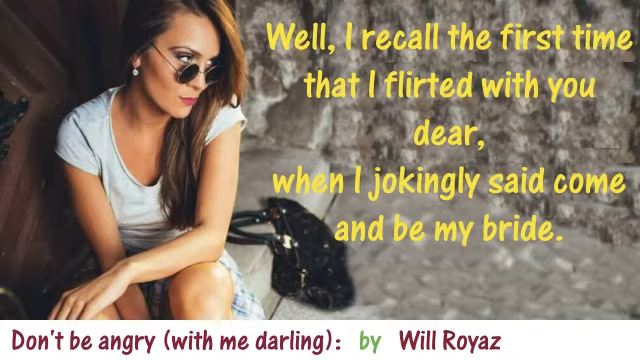 Well, I recall the first time
that I flirted with you
dear,
when I jokingly said come
and be my bride.
Don't be angry (with me darling): by Will Royaz